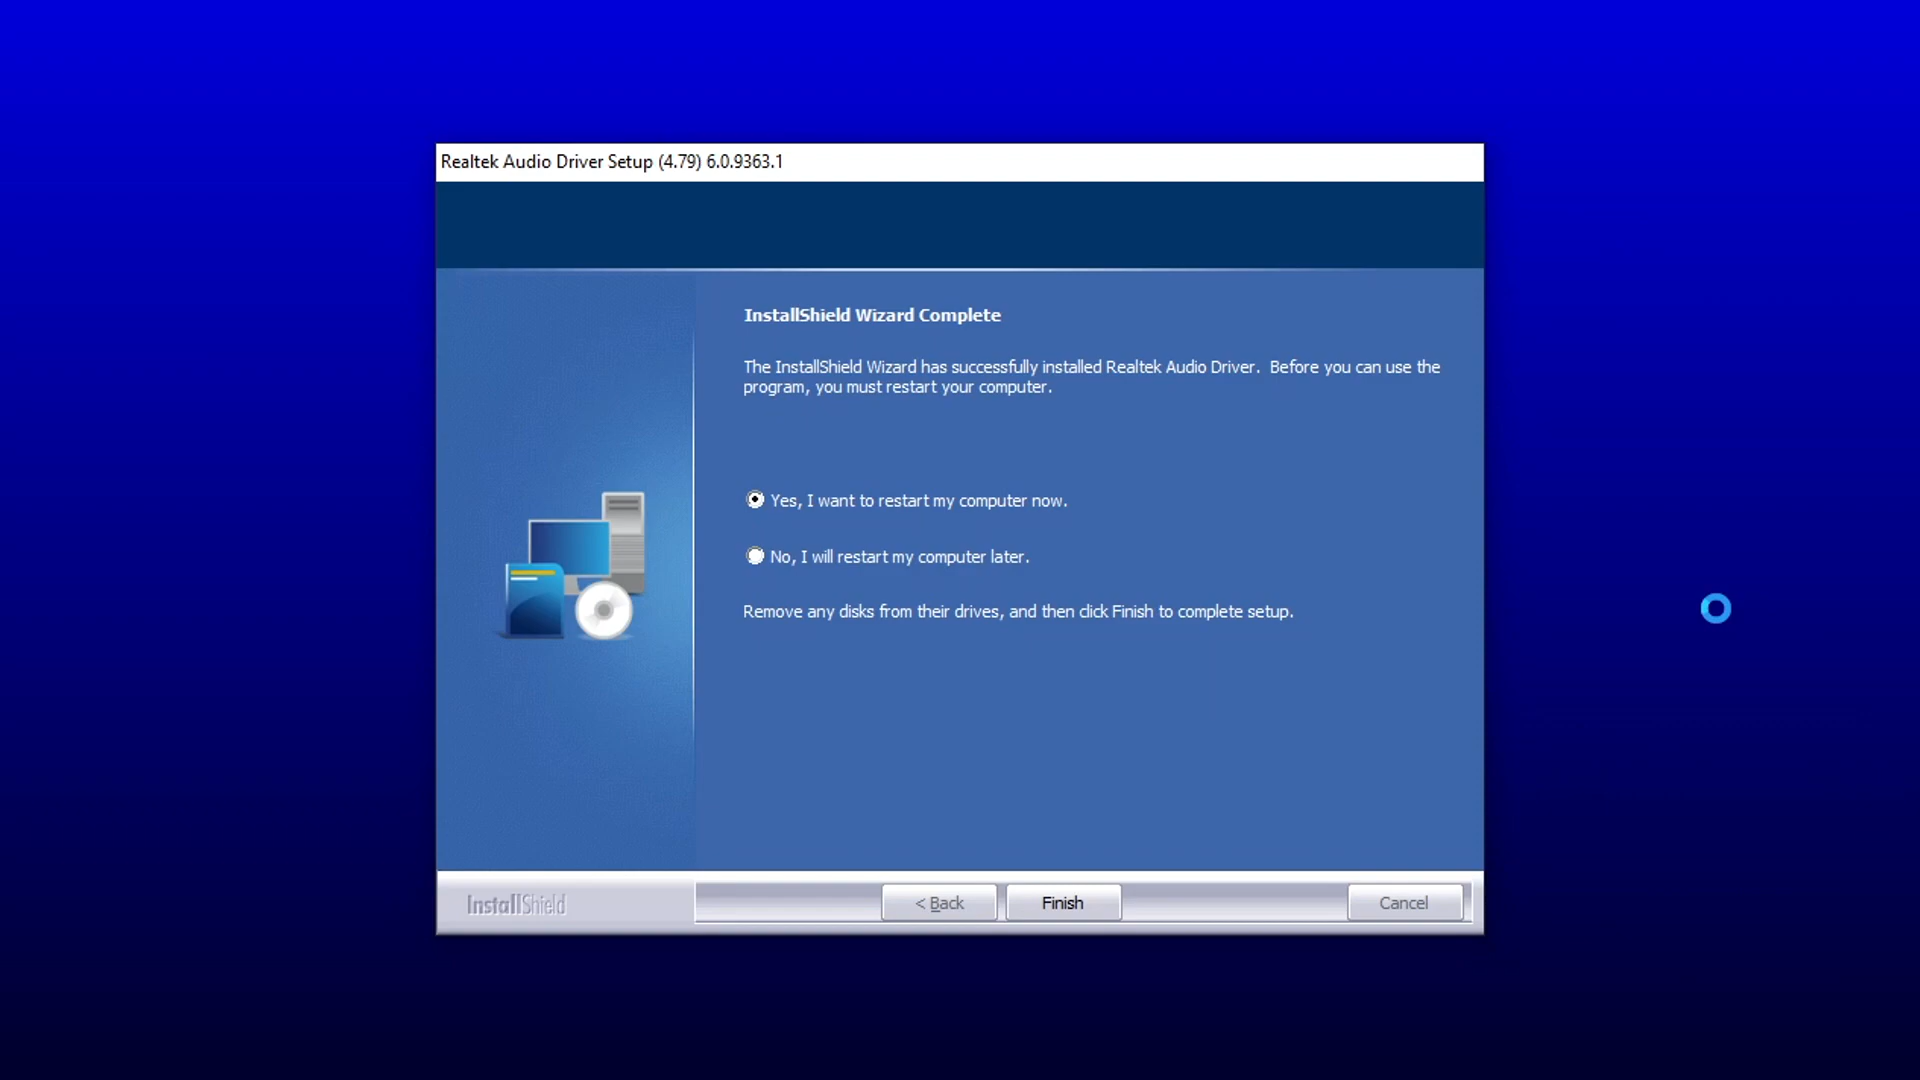 Realtek Audio Driver Setup (4.79) 6.0.9363.1
InstallShield Wizard Complete
The InstallShield Wizard has successfully installed Realtek Audio Driver.  Before you can use the
program, you must restart your computer.
Yes, I want to restart my computer now.
No, I will restart my computer later.
Remove any disks from their drives, and then click Finish to complete setup.
InstallShield
< Back
Finish
Cancel